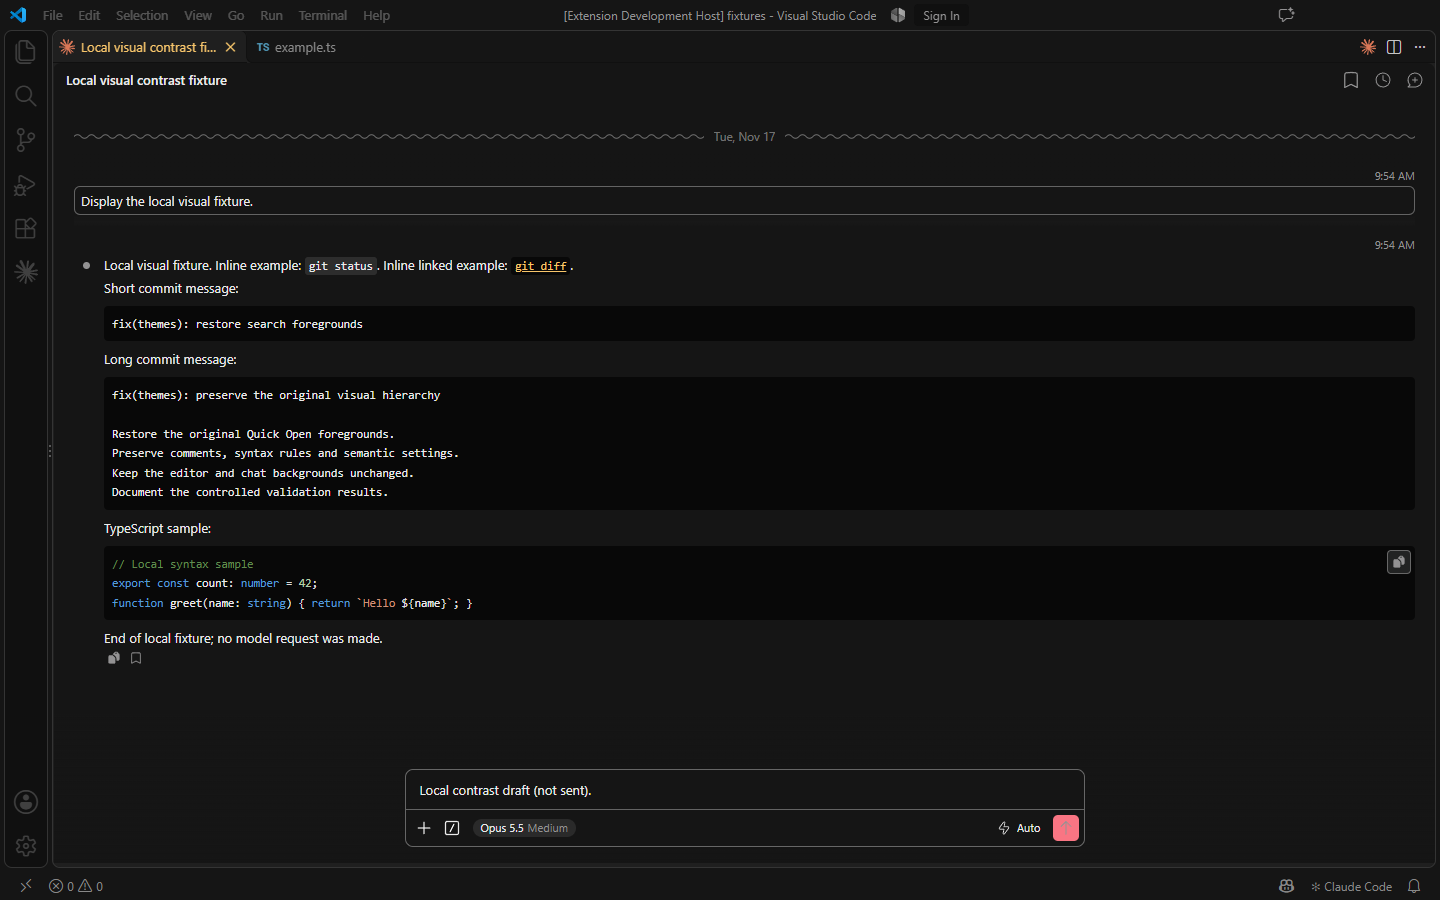 File Edit Selection View Go Run Terminal Help
[Extension Development Host] fixtures - Visual Studio Code
Sign In
Local visual contrast fi...
TS example.ts
Local visual contrast fixture
Tue, Nov 17
9:54 AM
Display the local visual fixture.
9:54 AM
Local visual fixture. Inline example: git status. Inline linked example: git diff.
Short commit message:
fix(themes): restore search foregrounds
Long commit message:
fix(themes): preserve the original visual hierarchy
Restore the original Quick Open foregrounds.
Preserve comments, syntax rules and semantic settings.
Keep the editor and chat backgrounds unchanged.
Document the controlled validation results.
TypeScript sample:
// Local syntax sample
export const count: number = 42;
function greet(name: string) { return `Hello ${name}`; }
End of local fixture; no model request was made.
Local contrast draft (not sent).
Opus 5.5 Medium
Auto
0 0
Claude Code